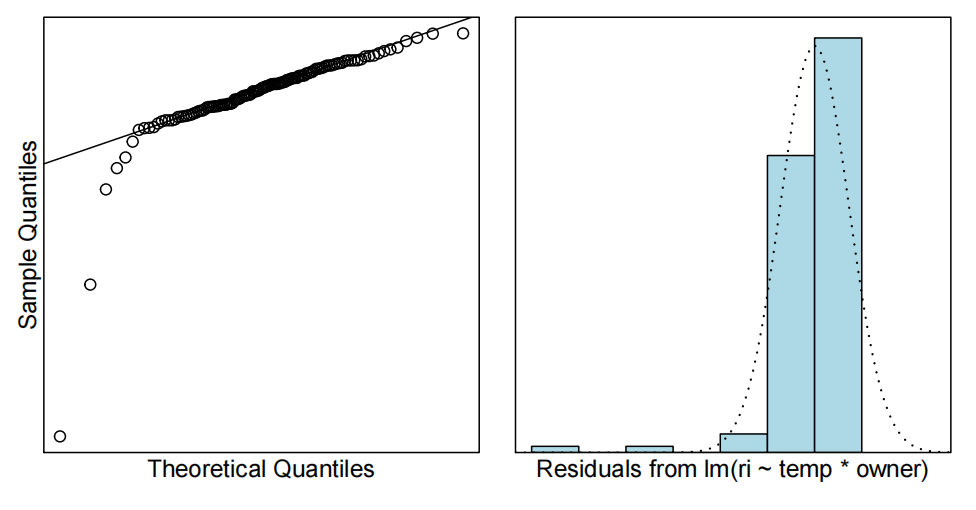 Sample Quantiles
Theoretical Quantiles
Residuals from lm(ri ~ temp * owner)